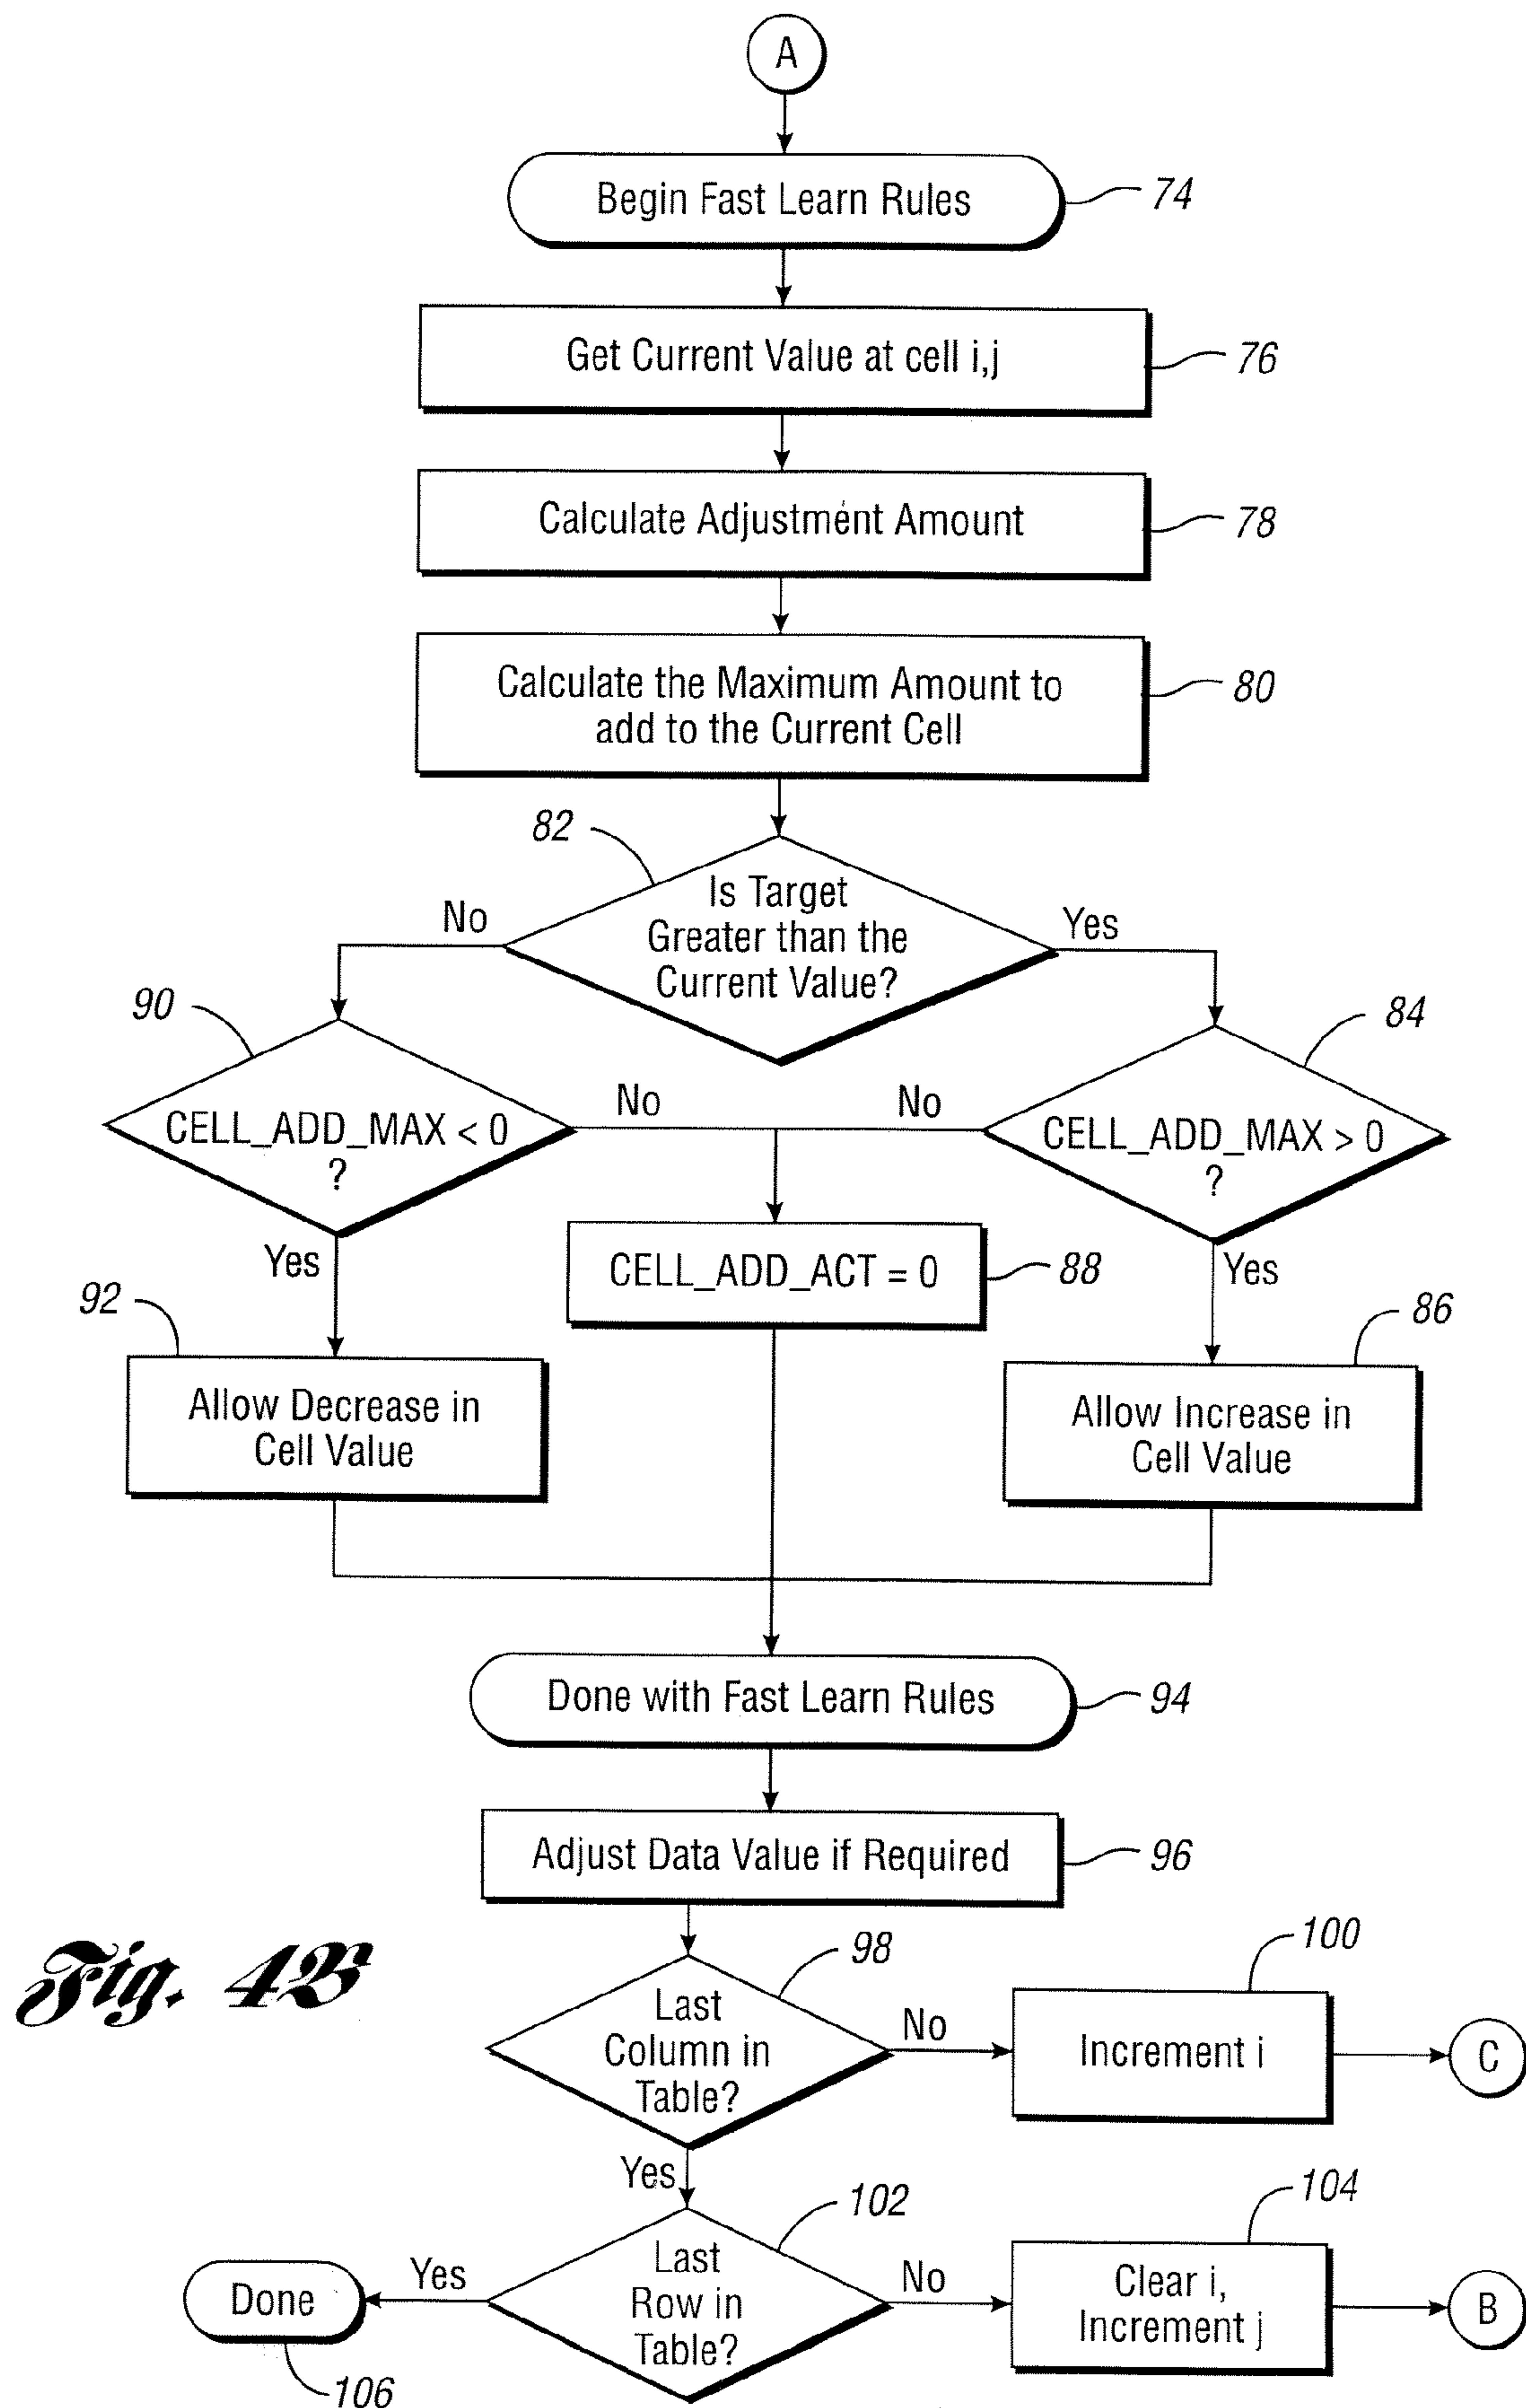 A
Begin Fast Learn Rules
74
Get Current Value at cell i,j
76
Calculate Adjustment Amount
78
Calculate the Maximum Amount to
add to the Current Cell
80
82
Is Target
Greater than the
Current Value?
No
Yes
90
84
CELL_ADD_MAX < 0
?
No
No
CELL_ADD_MAX > 0
?
Yes
CELL_ADD_ACT = 0
88
Yes
92
86
Allow Decrease in
Cell Value
Allow Increase in
Cell Value
Done with Fast Learn Rules
94
Adjust Data Value if Required
96
Fig. 4B
98
Last
Column in
Table?
No
100
Increment i
C
Yes
102
Last
Row in
Table?
Yes
Done
106
No
104
Clear i,
Increment j
B